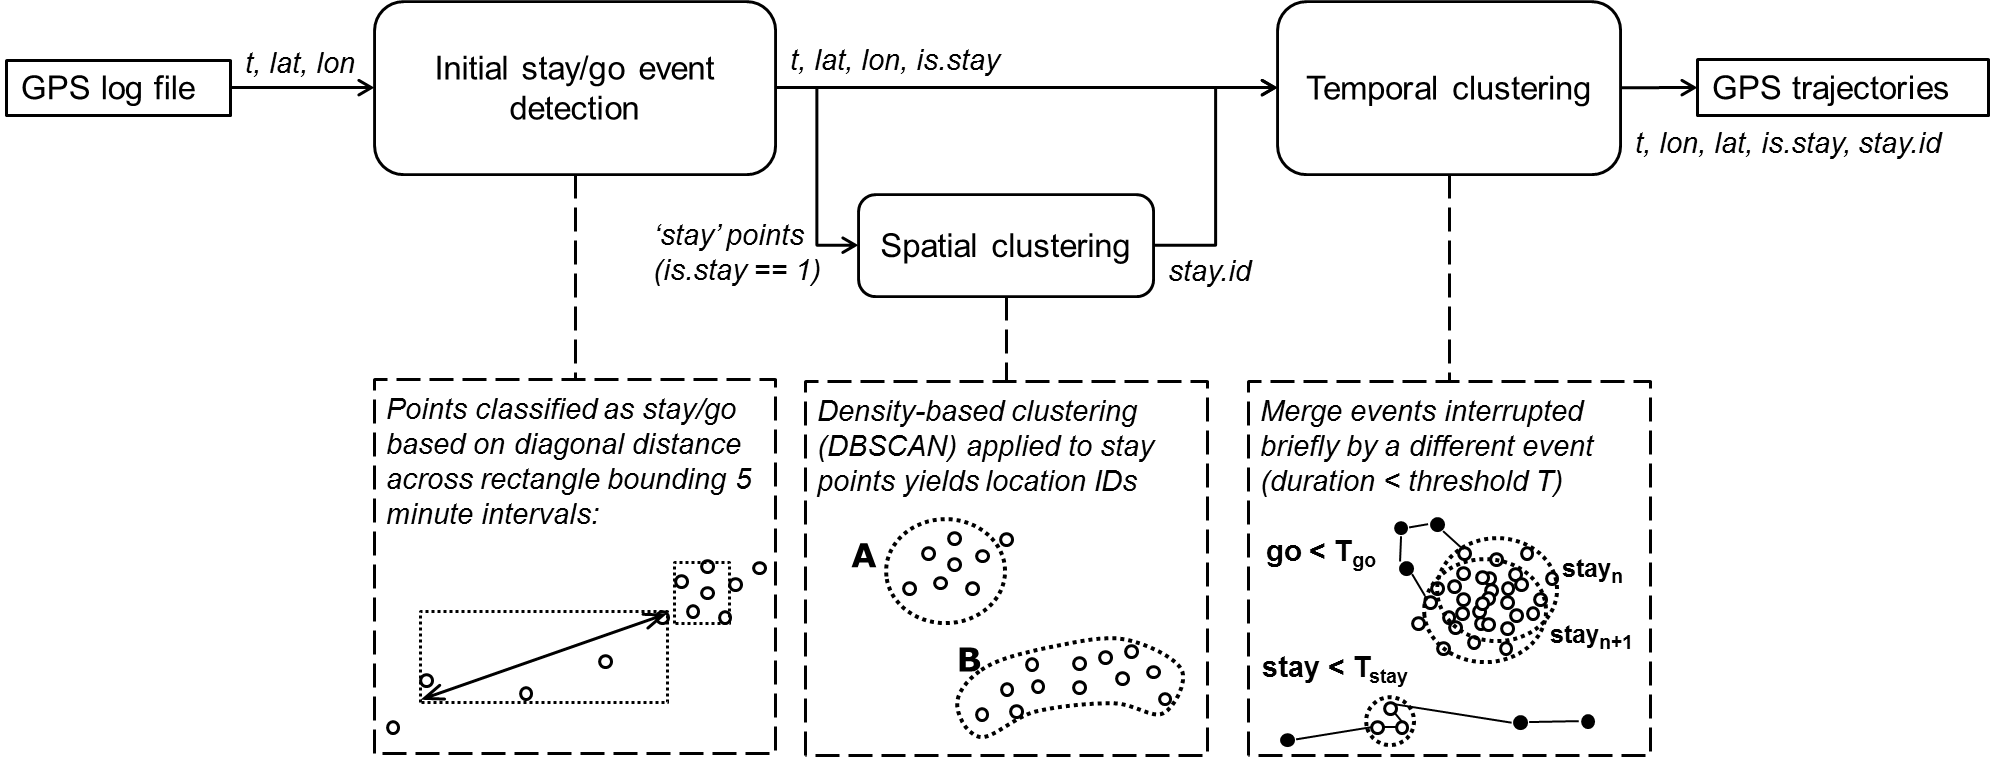 GPS log file
t, lat, lon
Initial stay/go event
detection
t, lat, lon, is.stay
Temporal clustering
GPS trajectories
t, lon, lat, is.stay, stay.id
‘stay’ points
(is.stay == 1)
Spatial clustering
stay.id
Points classified as stay/go
based on diagonal distance
across rectangle bounding 5
minute intervals:
Density-based clustering
(DBSCAN) applied to stay
points yields location IDs
A
B
Merge events interrupted
briefly by a different event
(duration < threshold T)
go < Tgo
stayn
stayn+1
stay < Tstay